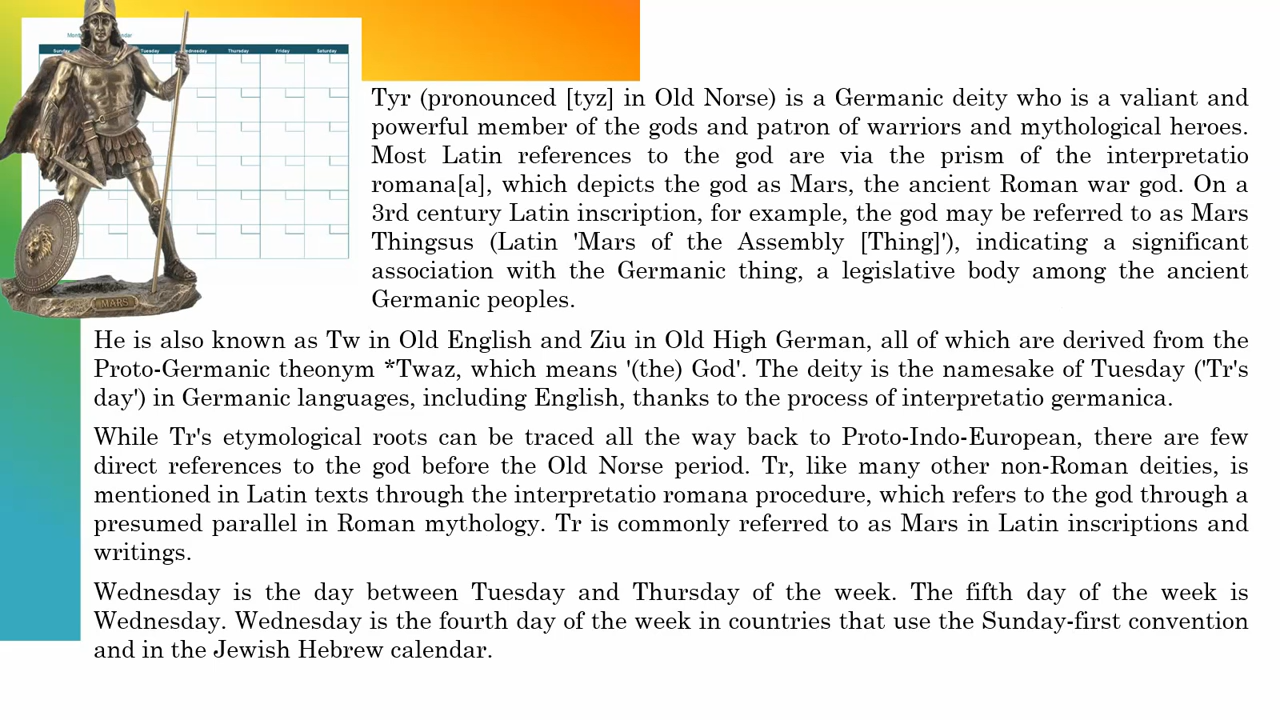 Sunday Tuesday Wednesday Thursday Friday Saturday
MARS
Tyr (pronounced [tyz] in Old Norse) is a Germanic deity who is a valiant and
powerful member of the gods and patron of warriors and mythological heroes.
Most Latin references to the god are via the prism of the interpretatio
romana[a], which depicts the god as Mars, the ancient Roman war god. On a
3rd century Latin inscription, for example, the god may be referred to as Mars
Thingsus (Latin 'Mars of the Assembly [Thing]'), indicating a significant
association with the Germanic thing, a legislative body among the ancient
Germanic peoples.
He is also known as Tw in Old English and Ziu in Old High German, all of which are derived from the
Proto-Germanic theonym *Twaz, which means '(the) God'. The deity is the namesake of Tuesday ('Tr's
day') in Germanic languages, including English, thanks to the process of interpretatio germanica.
While Tr's etymological roots can be traced all the way back to Proto-Indo-European, there are few
direct references to the god before the Old Norse period. Tr, like many other non-Roman deities, is
mentioned in Latin texts through the interpretatio romana procedure, which refers to the god through a
presumed parallel in Roman mythology. Tr is commonly referred to as Mars in Latin inscriptions and
writings.
Wednesday is the day between Tuesday and Thursday of the week. The fifth day of the week is
Wednesday. Wednesday is the fourth day of the week in countries that use the Sunday-first convention
and in the Jewish Hebrew calendar.